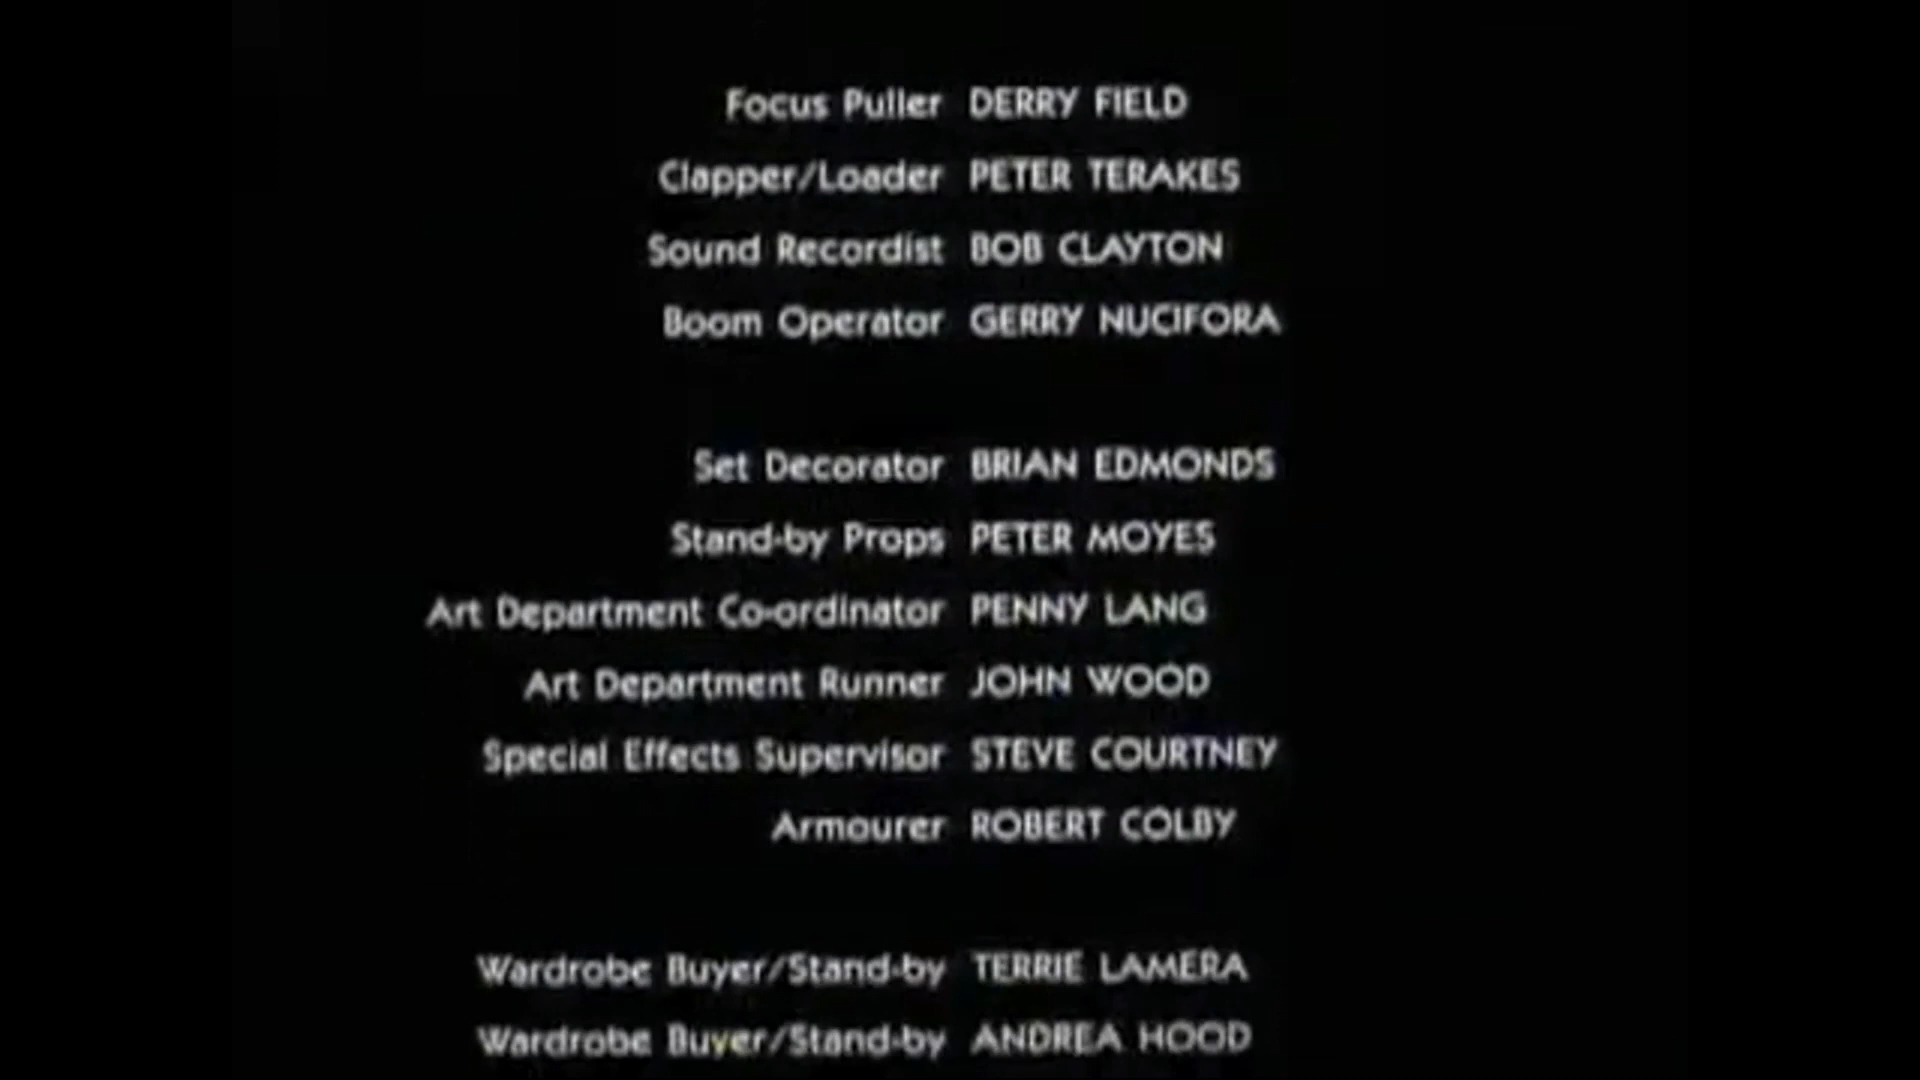 Focus Puller DERRY FIELD
Clapper/Loader PETER TERAKES
Sound Recordist BOB CLAYTON
Boom Operator GERRY NUCIFORA
Set Decorator BRIAN EDMONDS
Stand-by Props PETER MOYES
Art Department Co-ordinator PENNY LANG
Art Department Runner JOHN WOOD
Special Effects Supervisor STEVE COURTNEY
Armourer ROBERT COLBY
Wardrobe Buyer/Stand-by TERRIE LAMERA
Wardrobe Buyer/Stand-by ANDREA HOOD